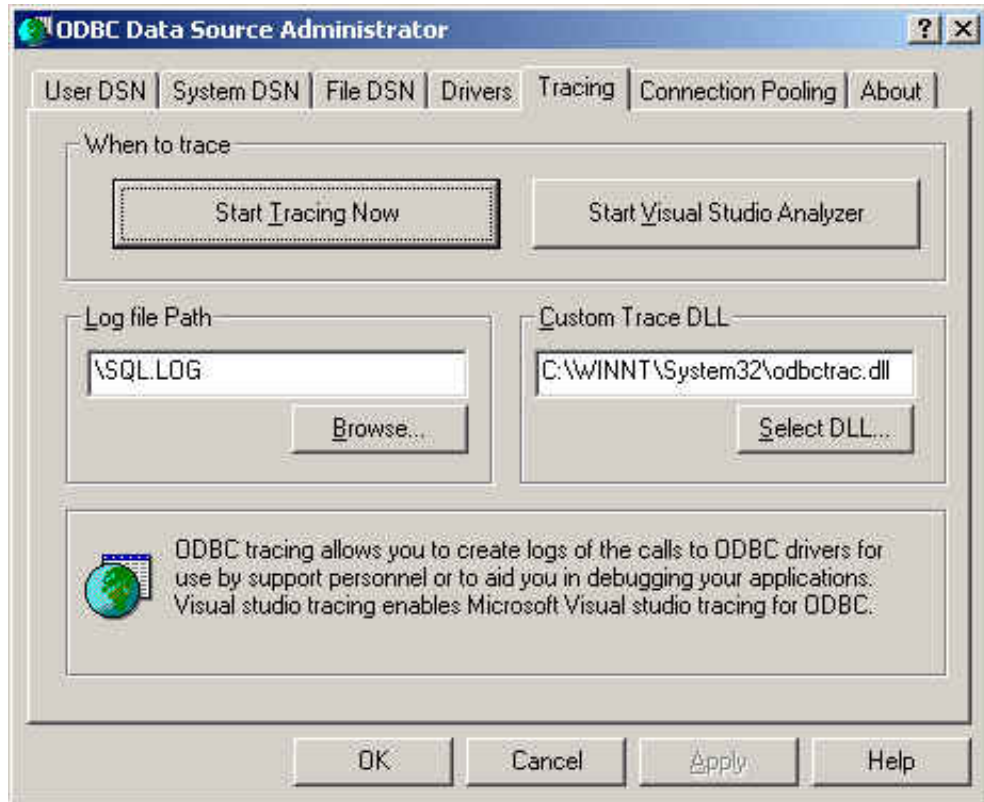 ODBC Data Source Administrator
User DSN System DSN File DSN Drivers Tracing Connection Pooling About
When to trace
Start Tracing Now Start Visual Studio Analyzer
Log file Path Custom Trace DLL
\SQL.LOG C:\WINNT\System32\odbctrac.dll
Browse... Select DLL...
ODBC tracing allows you to create logs of the calls to ODBC drivers for
use by support personnel or to aid you in debugging your applications.
Visual studio tracing enables Microsoft Visual studio tracing for ODBC.
OK Cancel Apply Help